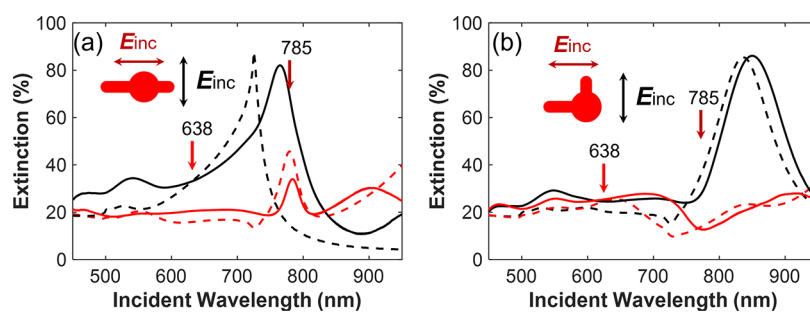 (a)
Einc
Einc
785
638
Extinction (%)
100
80
60
40
20
0
500 600 700 800 900
Incident Wavelength (nm)
(b)
Einc
Einc
785
638
Extinction (%)
100
80
60
40
20
0
500 600 700 800 900
Incident Wavelength (nm)